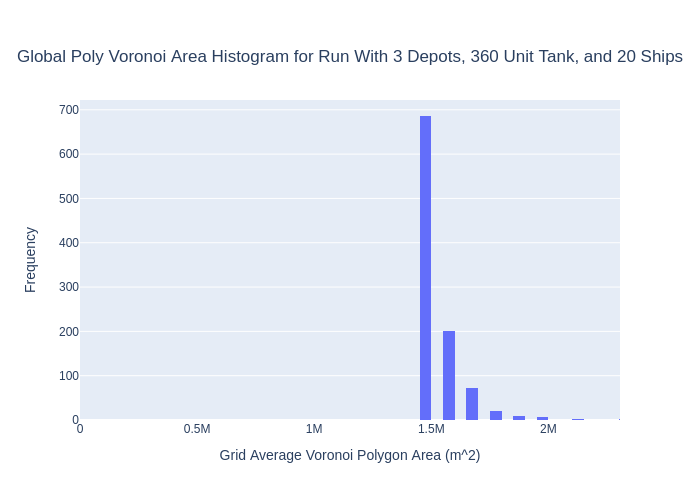 Global Poly Voronoi Area Histogram for Run With 3 Depots, 360 Unit Tank, and 20 Ships
700
600
500
400
300
200
100
0
Frequency
0 0.5M 1M 1.5M 2M
Grid Average Voronoi Polygon Area (m^2)